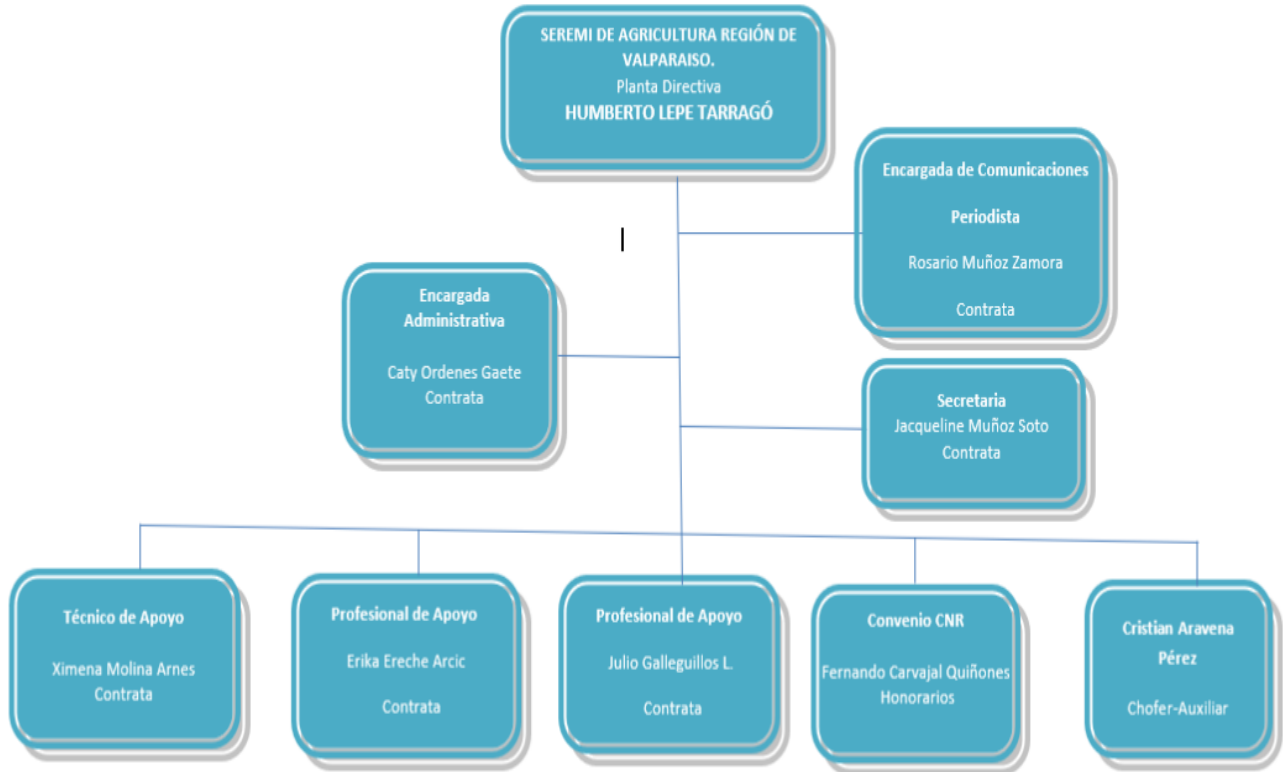 SEREMI DE AGRICULTURA REGIÓN DE
VALPARAISO.
Planta Directiva
HUMBERTO LEPE TARRAGÓ
Encargada de Comunicaciones
Periodista
Rosario Muñoz Zamora
Contrata
Encargada
Administrativa
Caty Ordenes Gaete
Contrata
Secretaria
Jacqueline Muñoz Soto
Contrata
Técnico de Apoyo
Ximena Molina Arnes
Contrata
Profesional de Apoyo
Erika Ereche Arcic
Contrata
Profesional de Apoyo
Julio Galleguillos L.
Contrata
Convenio CNR
Fernando Carvajal Quiñones
Honorarios
Cristian Aravena
Pérez
Chofer-Auxiliar